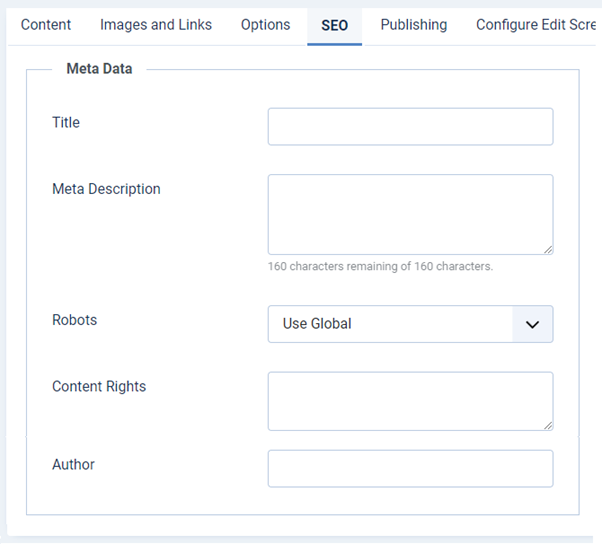 Content Images and Links Options SEO Publishing Configure Edit Scre
Meta Data
Title
Meta Description
160 characters remaining of 160 characters.
Robots Use Global
Content Rights
Author